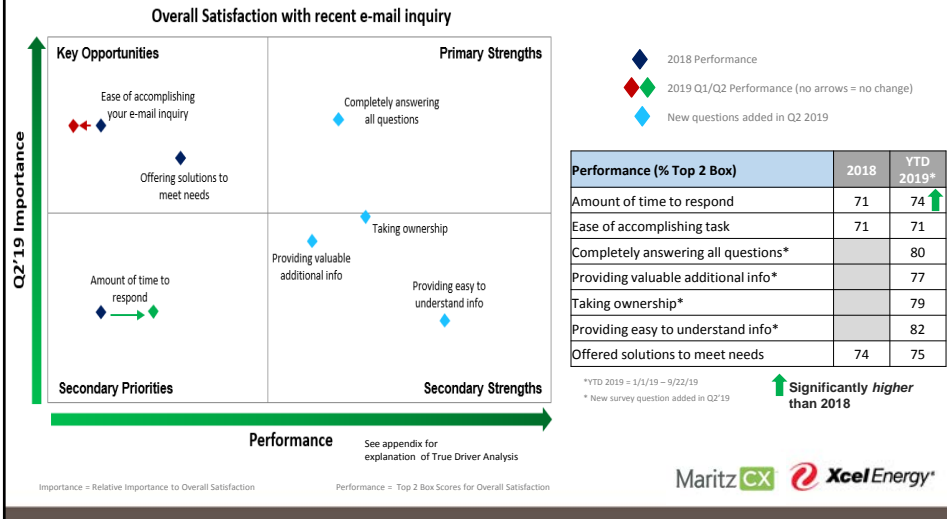 Overall Satisfaction with recent e-mail inquiry
Key Opportunities
Primary Strengths
Ease of accomplishing
your e-mail inquiry
Completely answering
all questions
Offering solutions to
meet needs
Taking ownership
Providing valuable
additional info
Amount of time to
respond
Providing easy to
understand info
Secondary Priorities
Secondary Strengths
Q2'19 Importance
Performance
See appendix for
explanation of True Driver Analysis
Importance = Relative Importance to Overall Satisfaction
Performance = Top 2 Box Scores for Overall Satisfaction
2018 Performance
2019 Q1/Q2 Performance (no arrows = no change)
New questions added in Q2 2019
Performance (% Top 2 Box) 2018 YTD 2019*
Amount of time to respond 71 74
Ease of accomplishing task 71 71
Completely answering all questions* 80
Providing valuable additional info* 77
Taking ownership* 79
Providing easy to understand info* 82
Offered solutions to meet needs 74 75
*YTD 2019 = 1/1/19 – 9/22/19
* New survey question added in Q2'19
Significantly higher
than 2018
MaritzCX
Xcel Energy®